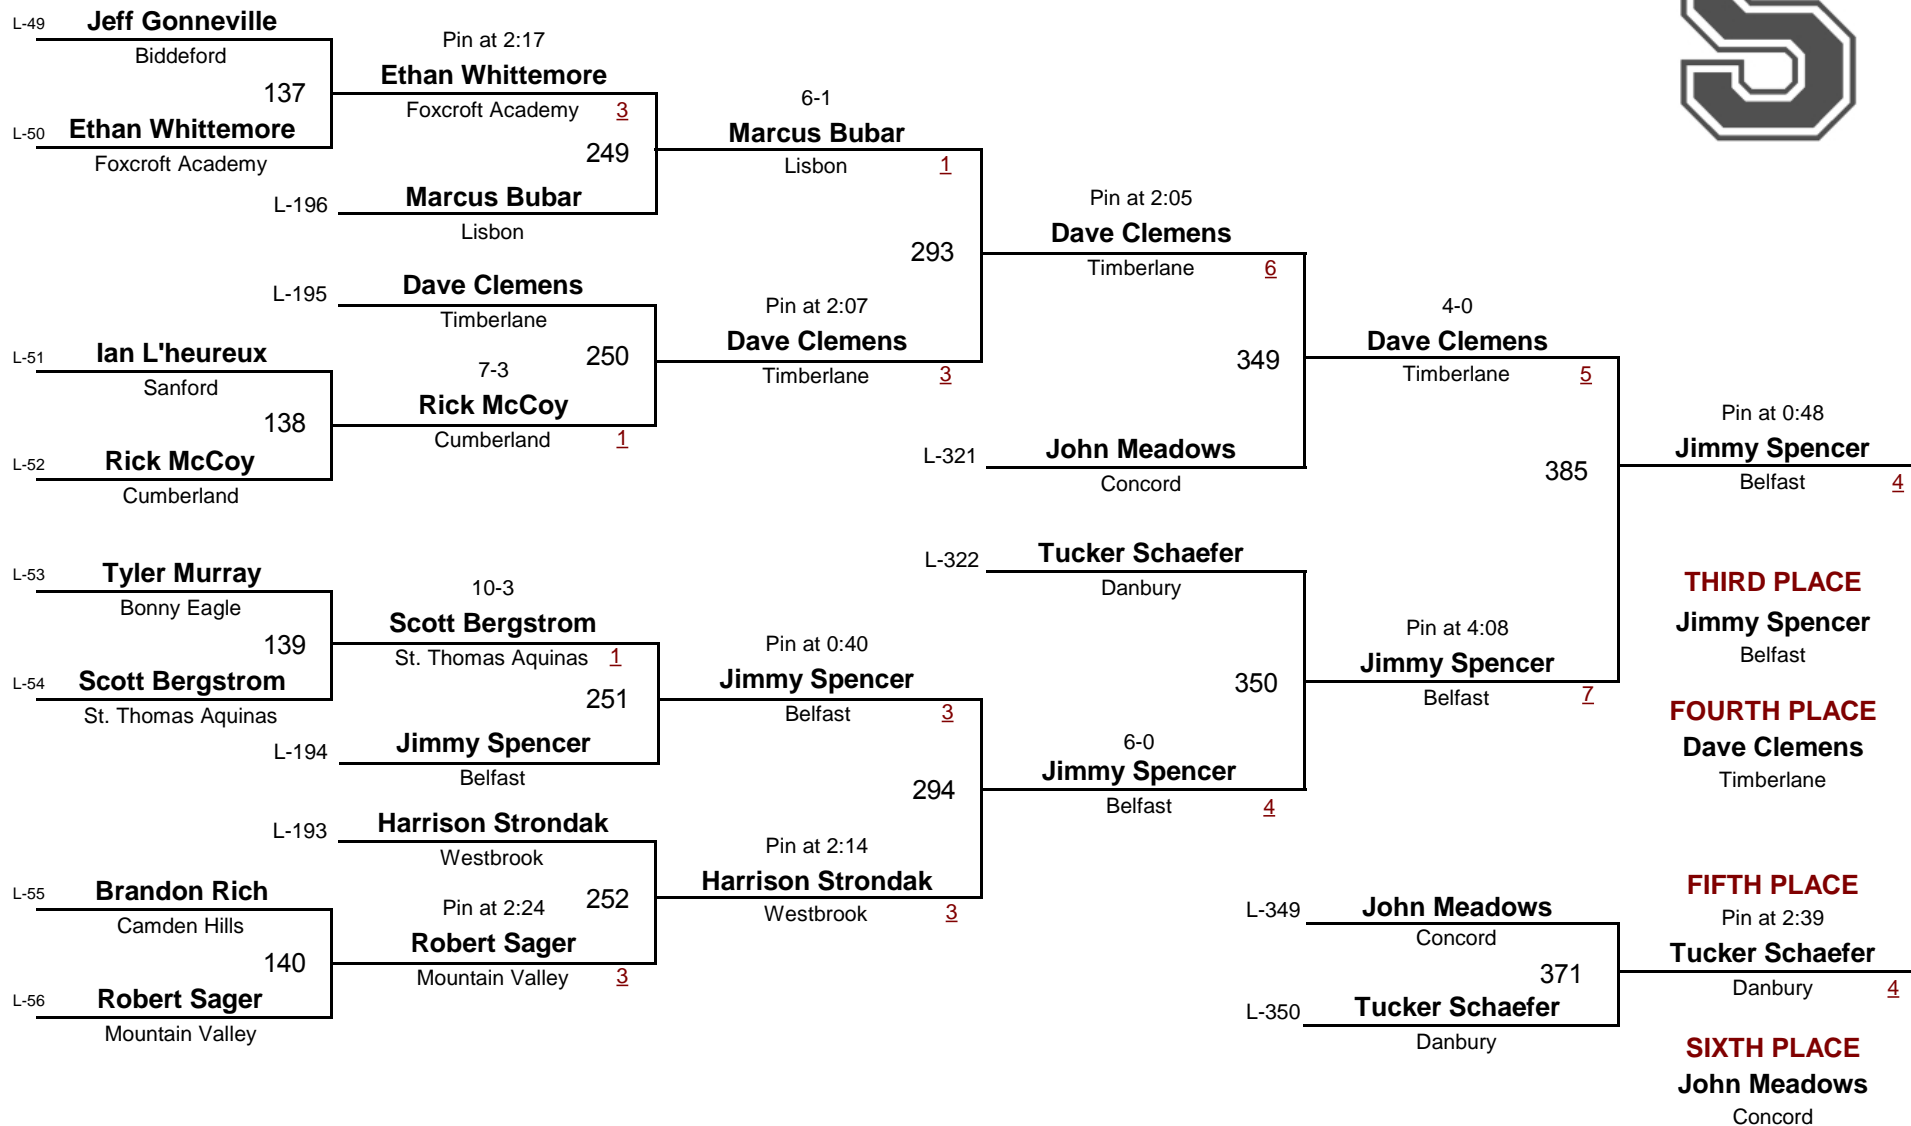 L-49 Jeff Gonneville
Biddeford
137
L-50 Ethan Whittemore
Foxcroft Academy
L-51 Ian L'heureux
Sanford
138
L-52 Rick McCoy
Cumberland
L-53 Tyler Murray
Bonny Eagle
139
L-54 Scott Bergstrom
St. Thomas Aquinas
L-55 Brandon Rich
Camden Hills
140
L-56 Robert Sager
Mountain Valley
Pin at 2:17
Ethan Whittemore
Foxcroft Academy 3
249
L-196 Marcus Bubar
Lisbon
L-195 Dave Clemens
Timberlane
250
7-3
Rick McCoy
Cumberland 1
10-3
Scott Bergstrom
St. Thomas Aquinas 1
251
L-194 Jimmy Spencer
Belfast
L-193 Harrison Strondak
Westbrook
252
Pin at 2:24
Robert Sager
Mountain Valley 3
6-1
Marcus Bubar
Lisbon 1
293
Pin at 2:07
Dave Clemens
Timberlane 3
Pin at 0:40
Jimmy Spencer
Belfast 3
294
Pin at 2:14
Harrison Strondak
Westbrook 3
Pin at 2:05
Dave Clemens
Timberlane 6
349
L-321 John Meadows
Concord
L-322 Tucker Schaefer
Danbury
350
6-0
Jimmy Spencer
Belfast 4
4-0
Dave Clemens
Timberlane 5
385
Pin at 4:08
Jimmy Spencer
Belfast 7
L-349 John Meadows
Concord
371
L-350 Tucker Schaefer
Danbury
S
Pin at 0:48
Jimmy Spencer
Belfast 4
THIRD PLACE
Jimmy Spencer
Belfast
FOURTH PLACE
Dave Clemens
Timberlane
FIFTH PLACE
Pin at 2:39
Tucker Schaefer
Danbury 4
SIXTH PLACE
John Meadows
Concord